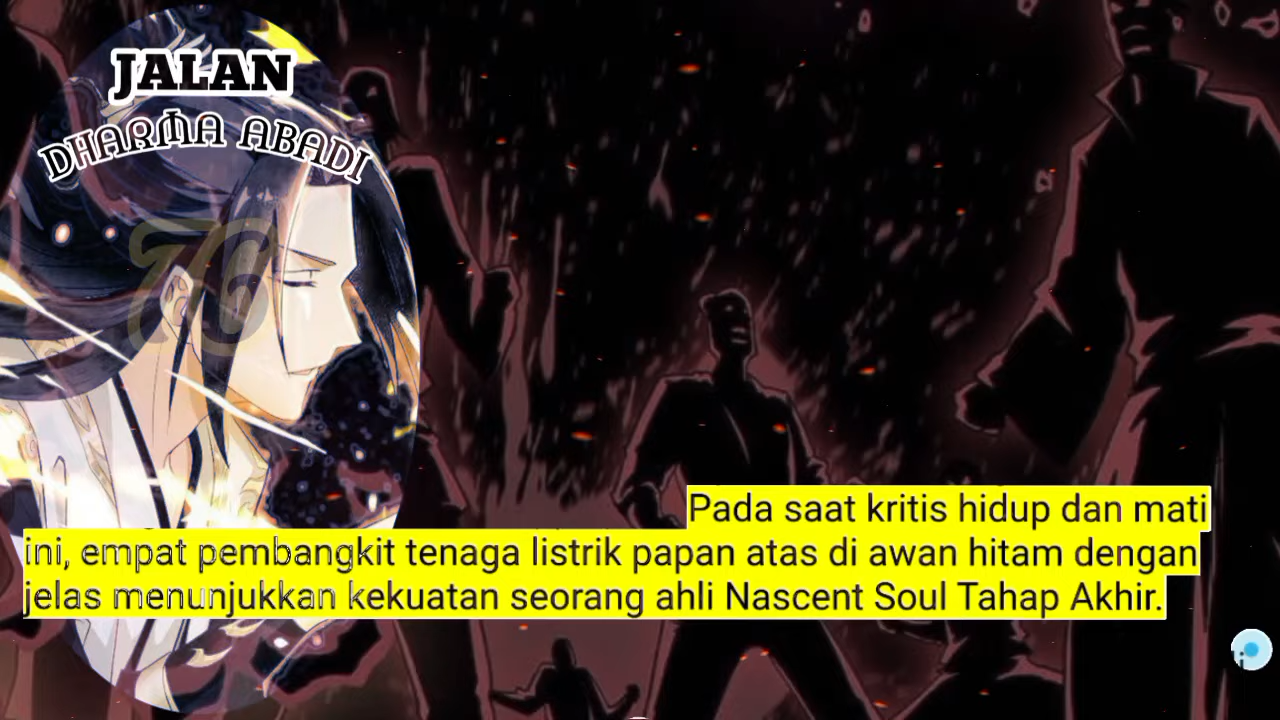 JALAN
DHARMA ABADI
Pada saat kritis hidup dan mati
ini, empat pembangkit tenaga listrik papan atas di awan hitam dengan
jelas menunjukkan kekuatan seorang ahli Nascent Soul Tahap Akhir.